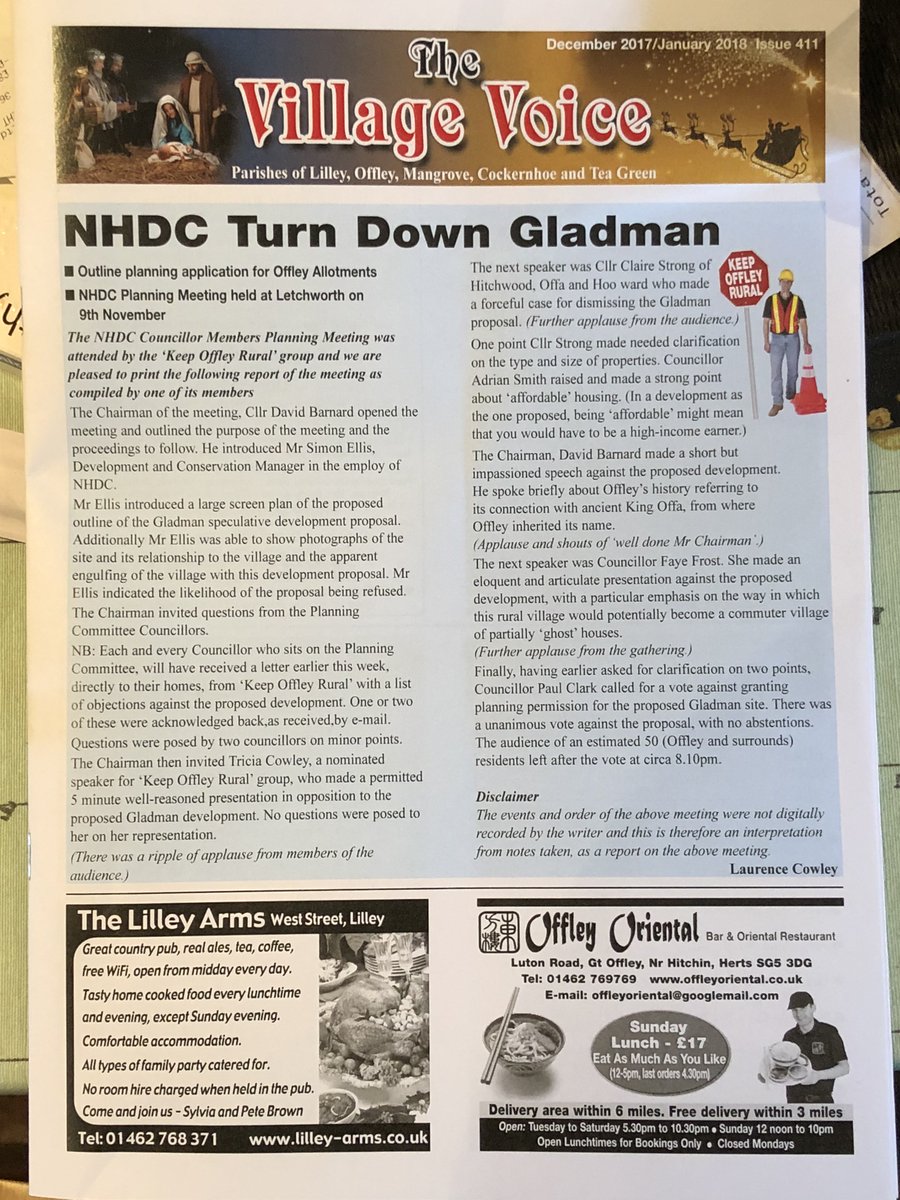 December 2017/January 2018 Issue 411
The
Village Voice
Parishes of Lilley, Offley, Mangrove, Cockernhoe and Tea Green
NHDC Turn Down Gladman
■ Outline planning application for Offley Allotments
■ NHDC Planning Meeting held at Letchworth on
9th November
The NHDC Councillor Members Planning Meeting was
attended by the ‘Keep Offley Rural’ group and we are
pleased to print the following report of the meeting as
compiled by one of its members
The Chairman of the meeting, Cllr David Barnard opened the
meeting and outlined the purpose of the meeting and the
proceedings to follow. He introduced Mr Simon Ellis,
Development and Conservation Manager in the employ of
NHDC.
Mr Ellis introduced a large screen plan of the proposed
outline of the Gladman speculative development proposal.
Additionally Mr Ellis was able to show photographs of the
site and its relationship to the village and the apparent
engulfing of the village with this development proposal. Mr
Ellis indicated the likelihood of the proposal being refused.
The Chairman invited questions from the Planning
Committee Councillors.
NB: Each and every Councillor who sits on the Planning
Committee, will have received a letter earlier this week,
directly to their homes, from ‘Keep Offley Rural’ with a list
of objections against the proposed development. One or two
of these were acknowledged back,as received,by e-mail.
Questions were posed by two councillors on minor points.
The Chairman then invited Tricia Cowley, a nominated
speaker for ‘Keep Offley Rural’ group, who made a permitted
5 minute well-reasoned presentation in opposition to the
proposed Gladman development. No questions were posed to
her on her representation.
(There was a ripple of applause from members of the
audience.)
The next speaker was Cllr Claire Strong of
Hitchwood, Offa and Hoo ward who made
a forceful case for dismissing the Gladman
proposal. (Further applause from the audience.)
One point Cllr Strong made needed clarification
on the type and size of properties. Councillor
Adrian Smith raised and made a strong point
about ‘affordable’ housing. (In a development as
the one proposed, being ‘affordable’ might mean
that you would have to be a high-income earner.)
The Chairman, David Barnard made a short but
impassioned speech against the proposed development.
He spoke briefly about Offley's history referring to
its connection with ancient King Offa, from where
Offley inherited its name.
(Applause and shouts of ‘well done Mr Chairman’.)
The next speaker was Councillor Faye Frost. She made an
eloquent and articulate presentation against the proposed
development, with a particular emphasis on the way in which
this rural village would potentially become a commuter village
of partially ‘ghost’ houses.
(Further applause from the gathering.)
Finally, having earlier asked for clarification on two points,
Councillor Paul Clark called for a vote against granting
planning permission for the proposed Gladman site. There was
a unanimous vote against the proposal, with no abstentions.
The audience of an estimated 50 (Offley and surrounds)
residents left after the vote at circa 8.10pm.
Disclaimer
The events and order of the above meeting were not digitally
recorded by the writer and this is therefore an interpretation
from notes taken, as a report on the above meeting.
Laurence Cowley
KEEP
OFFLEY
RURAL
The Lilley Arms West Street, Lilley
Great country pub, real ales, tea, coffee,
free WiFi, open from midday every day.
Tasty home cooked food every lunchtime
and evening, except Sunday evening.
Comfortable accommodation.
All types of family party catered for.
No room hire charged when held in the pub.
Come and join us – Sylvia and Pete Brown
Tel: 01462 768 371 www.lilley-arms.co.uk
Offley Oriental Bar & Oriental Restaurant
Luton Road, Gt Offley, Nr Hitchin, Herts SG5 3DG
Tel: 01462 769769 www.offleyoriental.co.uk
E-mail: offleyoriental@googlemail.com
Sunday
Lunch - £17
Eat As Much As You Like
(12-5pm, last orders 4.30pm)
Delivery area within 6 miles. Free delivery within 3 miles
Open: Tuesday to Saturday 5.30pm to 10.30pm ● Sunday 12 noon to 10pm
Open Lunchtimes for Bookings Only ● Closed Mondays
Tota